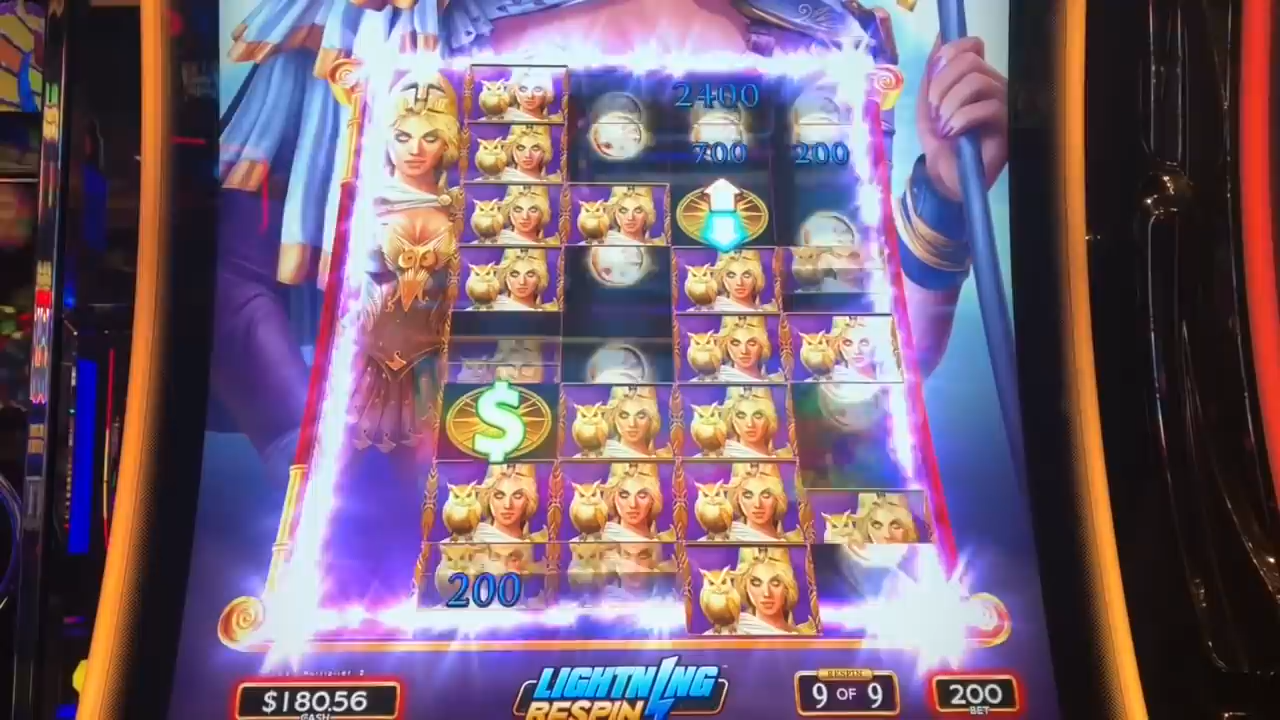 2400
700
200
$
200
$180.56
CASH
LIGHTNING
RESPIN
RESPIN
9 OF 9
200
BET